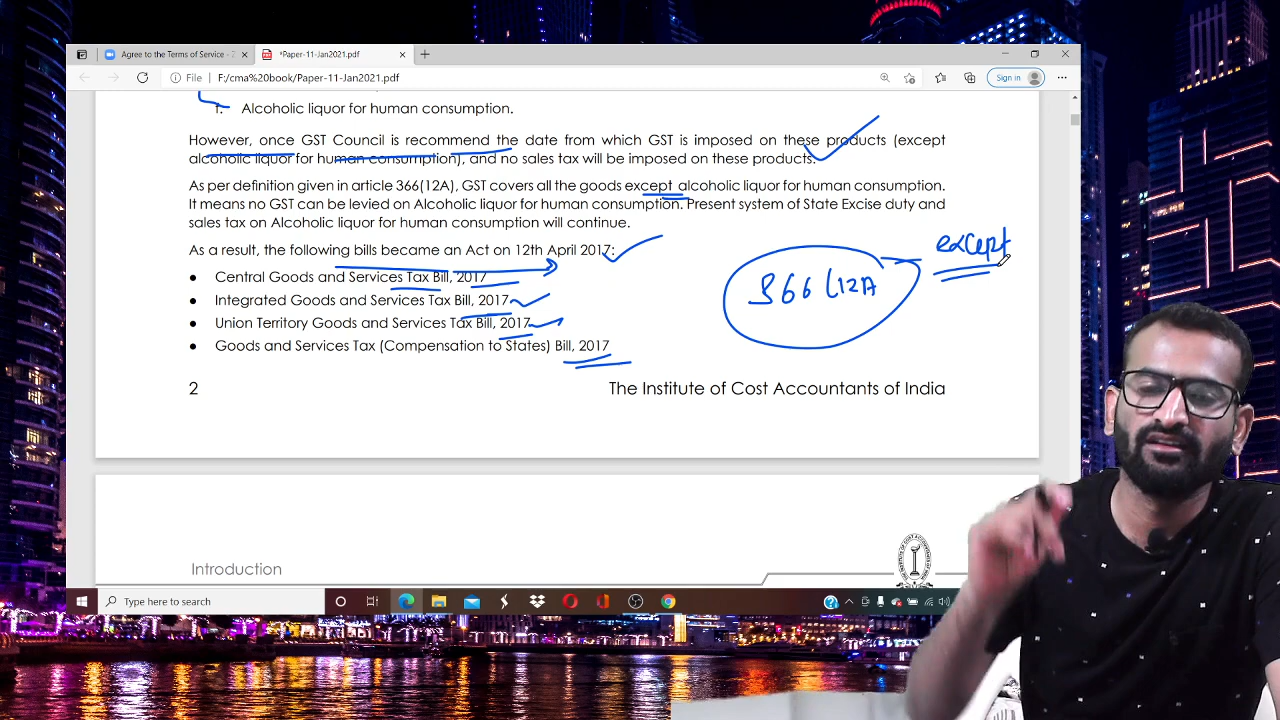 Agree to the Terms of Service - Z
*Paper-11-Jan2021.pdf
File F:/cma%20book/Paper-11-Jan2021.pdf
Sign in
f. Alcoholic liquor for human consumption.
However, once GST Council is recommend the date from which GST is imposed on these products (except
alcoholic liquor for human consumption), and no sales tax will be imposed on these products.
As per definition given in article 366(12A), GST covers all the goods except alcoholic liquor for human consumption.
It means no GST can be levied on Alcoholic liquor for human consumption. Present system of State Excise duty and
sales tax on Alcoholic liquor for human consumption will continue.
As a result, the following bills became an Act on 12th April 2017:
except
• Central Goods and Services Tax Bill, 2017
366 (12A
• Integrated Goods and Services Tax Bill, 2017
• Union Territory Goods and Services Tax Bill, 2017
• Goods and Services Tax (Compensation to States) Bill, 2017
2 The Institute of Cost Accountants of India
Introduction
Type here to search
ENG